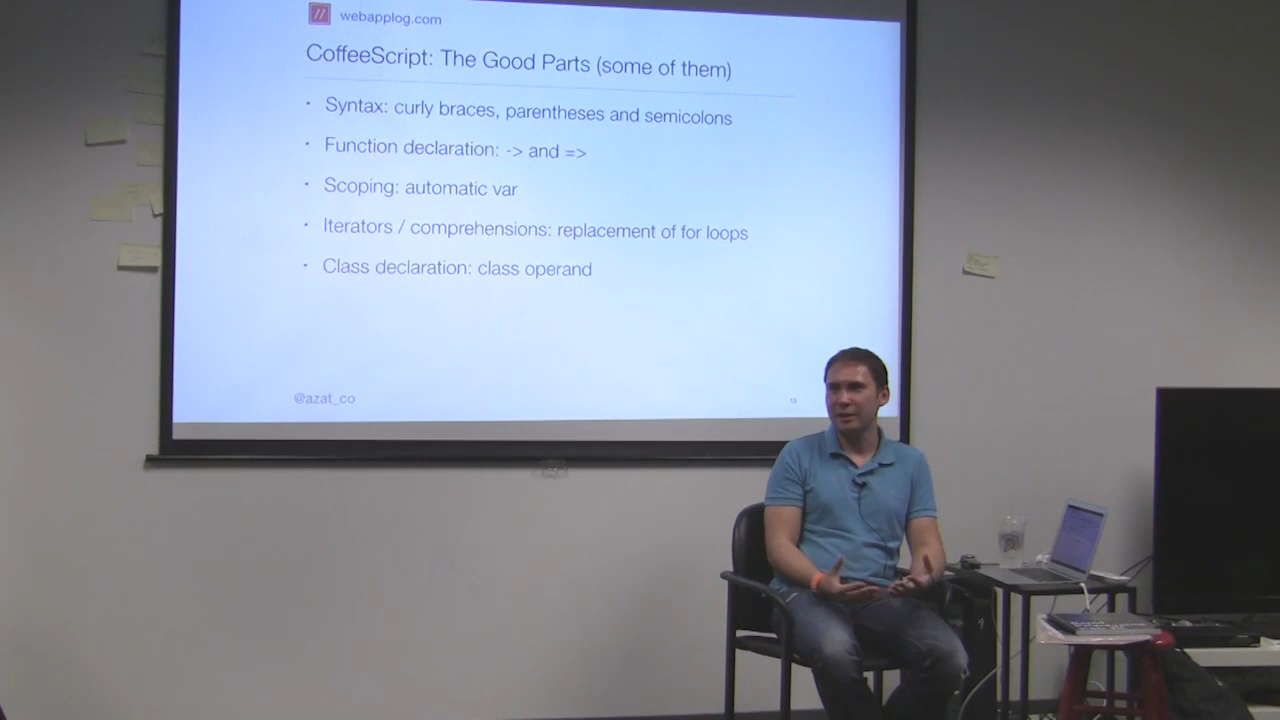 webapplog.com
CoffeeScript: The Good Parts (some of them)
• Syntax: curly braces, parentheses and semicolons
• Function declaration: -> and =>
• Scoping: automatic var
• Iterators / comprehensions: replacement of for loops
• Class declaration: class operand
@azat_co